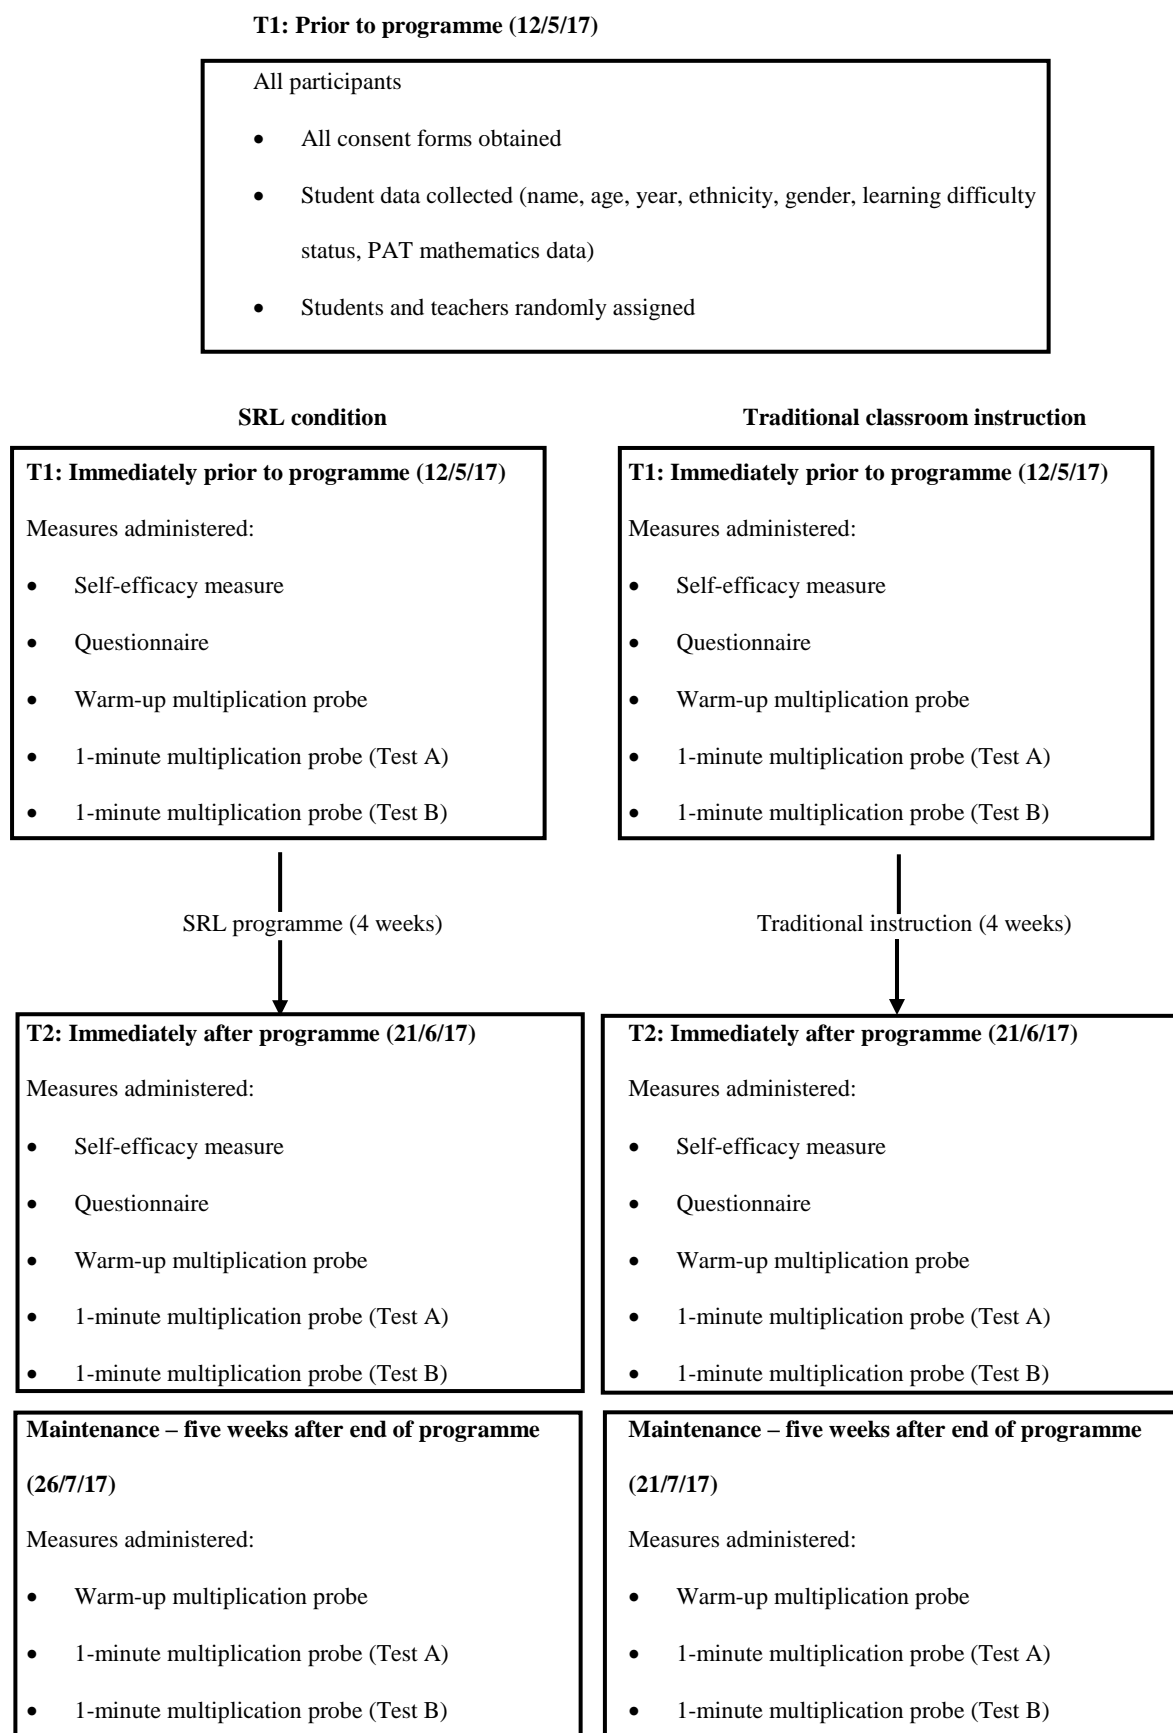 T1: Prior to programme (12/5/17)
All participants
• All consent forms obtained
• Student data collected (name, age, year, ethnicity, gender, learning difficulty
status, PAT mathematics data)
• Students and teachers randomly assigned
SRL condition
T1: Immediately prior to programme (12/5/17)
Measures administered:
• Self-efficacy measure
• Questionnaire
• Warm-up multiplication probe
• 1-minute multiplication probe (Test A)
• 1-minute multiplication probe (Test B)
SRL programme (4 weeks)
T2: Immediately after programme (21/6/17)
Measures administered:
• Self-efficacy measure
• Questionnaire
• Warm-up multiplication probe
• 1-minute multiplication probe (Test A)
• 1-minute multiplication probe (Test B)
Maintenance – five weeks after end of programme
(26/7/17)
Measures administered:
• Warm-up multiplication probe
• 1-minute multiplication probe (Test A)
• 1-minute multiplication probe (Test B)
Traditional classroom instruction
T1: Immediately prior to programme (12/5/17)
Measures administered:
• Self-efficacy measure
• Questionnaire
• Warm-up multiplication probe
• 1-minute multiplication probe (Test A)
• 1-minute multiplication probe (Test B)
Traditional instruction (4 weeks)
T2: Immediately after programme (21/6/17)
Measures administered:
• Self-efficacy measure
• Questionnaire
• Warm-up multiplication probe
• 1-minute multiplication probe (Test A)
• 1-minute multiplication probe (Test B)
Maintenance – five weeks after end of programme
(21/7/17)
Measures administered:
• Warm-up multiplication probe
• 1-minute multiplication probe (Test A)
• 1-minute multiplication probe (Test B)